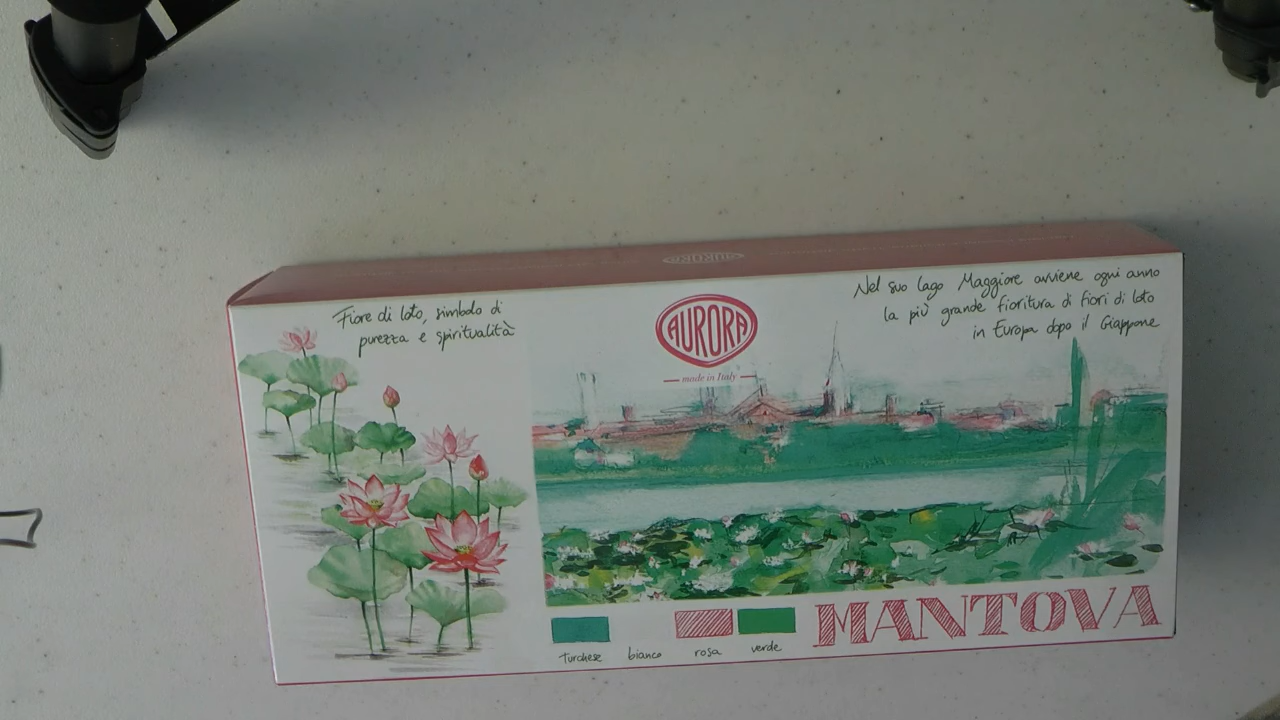 Fiore di loto, simbolo di
purezza e spiritualità
AURORA
made in Italy
Nel suo lago Maggiore avviene ogni anno
la più grande fioritura di fiori di loto
in Europa dopo il Giappone
turchese bianco rosa verde
MANTOVA